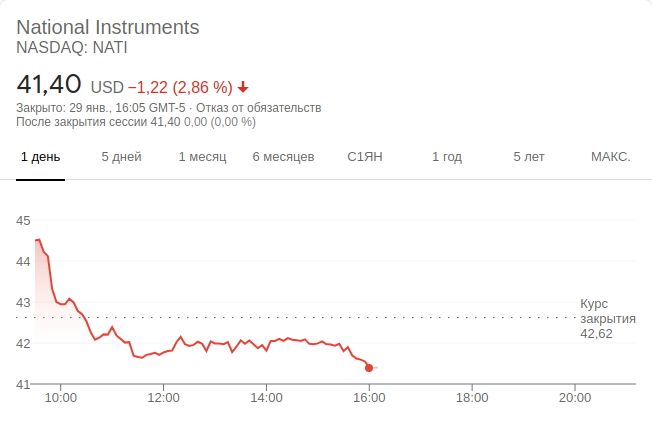 National Instruments
NASDAQ: NATI
41,40 USD −1,22 (2,86 %)
Закрыто: 29 янв., 16:05 GMT-5 · Отказ от обязательств
После закрытия сессии 41,40 0,00 (0,00 %)
1 день 5 дней 1 месяц 6 месяцев С1ЯН 1 год 5 лет МАКС.
45
44
43
42
41
Курс
закрытия
42,62
10:00 12:00 14:00 16:00 18:00 20:00